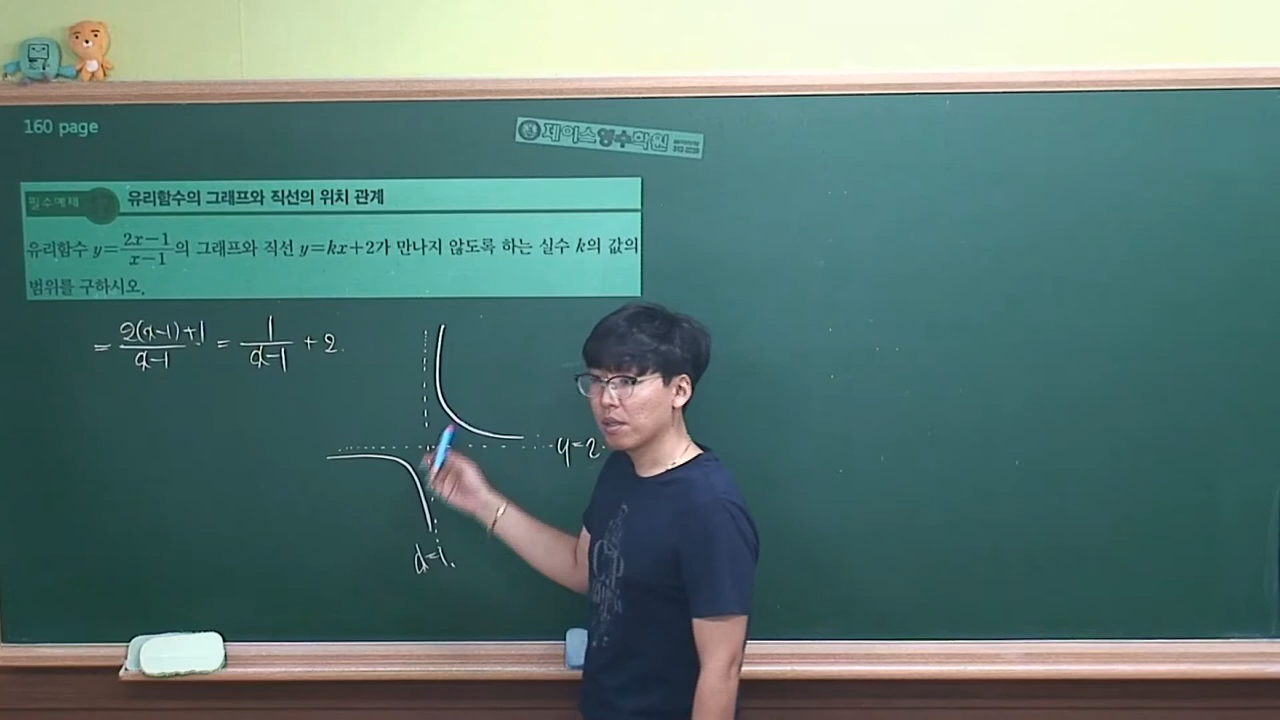 160 page
제이스영수학원
필수예제
유리함수의 그래프와 직선의 위치 관계
유리함수 y=\frac{2x-1}{x-1}의 그래프와 직선 y=kx+2가 만나지 않도록 하는 실수 k의 값의
범위를 구하시오.
= \frac{2(x-1)+1}{x-1} = \frac{1}{x-1} + 2.
y=2
x=1.